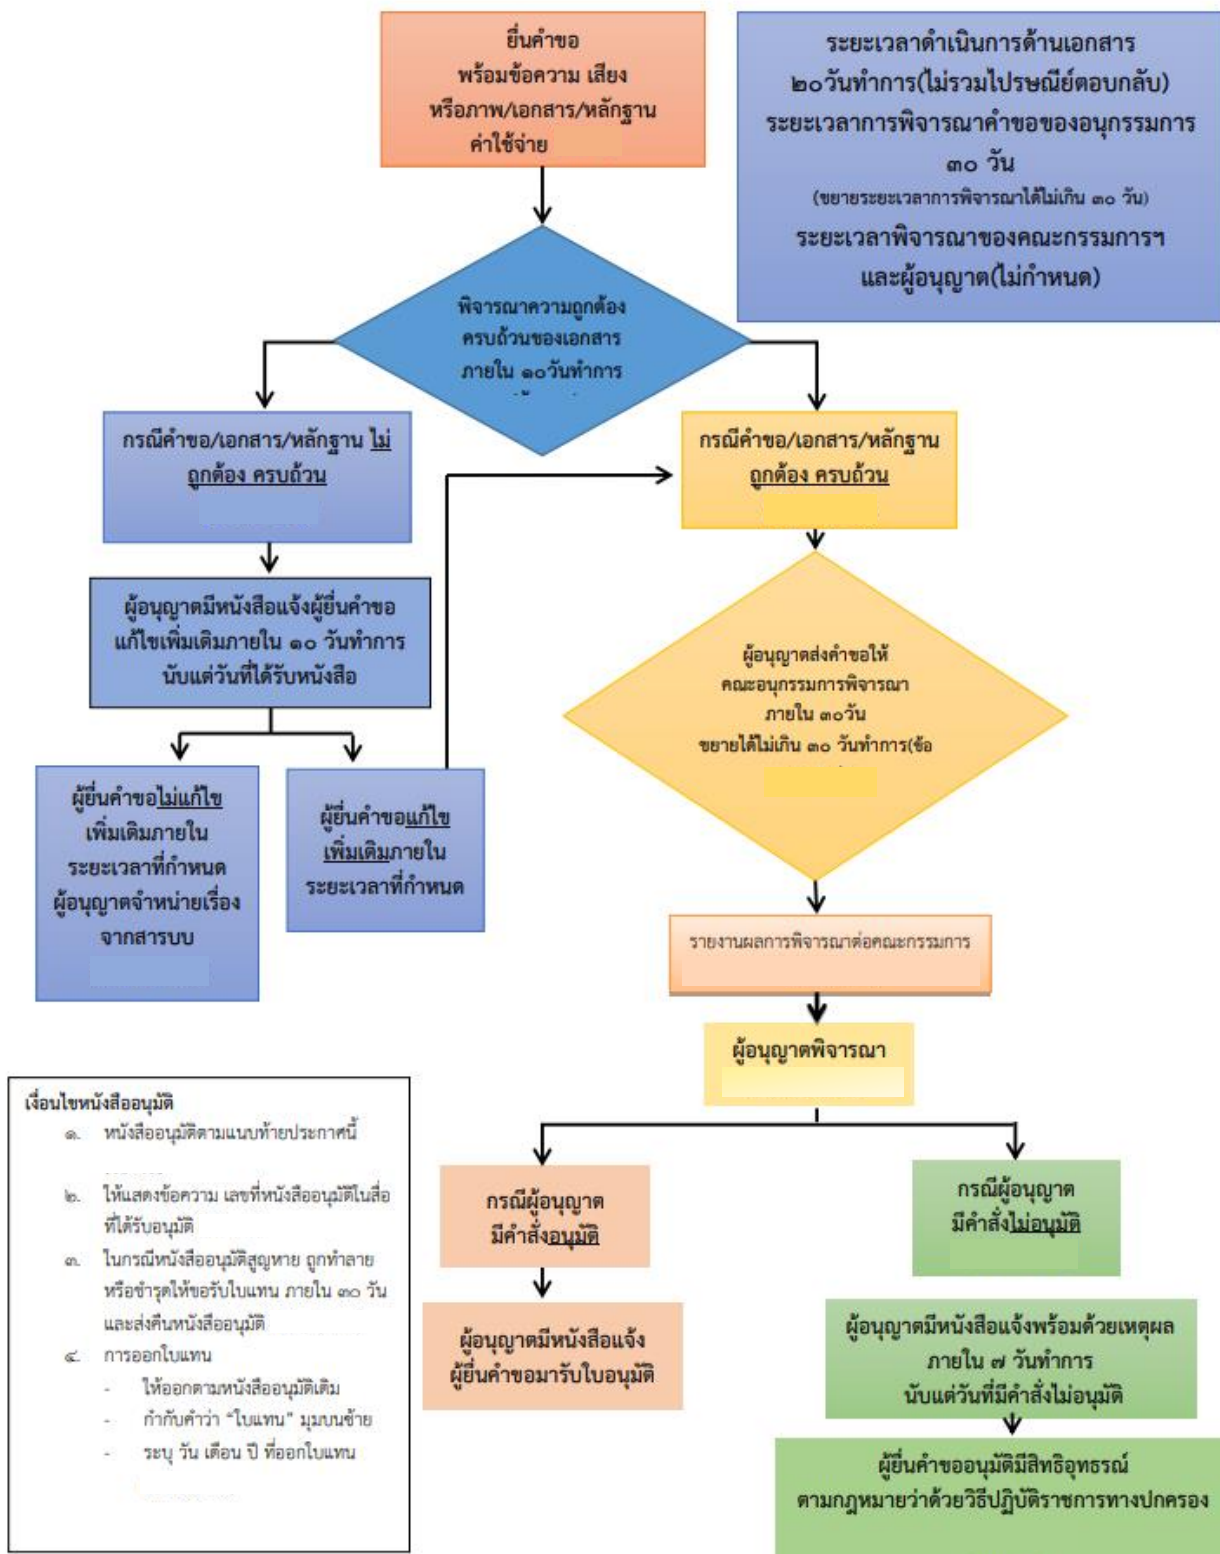 ยื่นคำขอ
พร้อมข้อความ เสียง
หรือภาพ/เอกสาร/หลักฐาน
ค่าใช้จ่าย
ระยะเวลาดำเนินการด้านเอกสาร
๒๐วันทำการ(ไม่รวมไปรษณีย์ตอบกลับ)
ระยะเวลาการพิจารณาคำขอของอนุกรรมการ
๓๐ วัน
(ขยายระยะเวลาการพิจารณาได้ไม่เกิน ๓๐ วัน)
ระยะเวลาพิจารณาของคณะกรรมการฯ
และผู้อนุญาต(ไม่กำหนด)
พิจารณาความถูกต้อง
ครบถ้วนของเอกสาร
ภายใน ๑๐วันทำการ
กรณีคำขอ/เอกสาร/หลักฐาน ไม่
ถูกต้อง ครบถ้วน
กรณีคำขอ/เอกสาร/หลักฐาน
ถูกต้อง ครบถ้วน
ผู้อนุญาตมีหนังสือแจ้งผู้ยื่นคำขอ
แก้ไขเพิ่มเติมภายใน ๑๐ วันทำการ
นับแต่วันที่ได้รับหนังสือ
ผู้อนุญาตส่งคำขอให้
คณะอนุกรรมการพิจารณา
ภายใน ๓๐วัน
ขยายได้ไม่เกิน ๓๐ วันทำการ(ข้อ
ผู้ยื่นคำขอไม่แก้ไข
เพิ่มเติมภายใน
ระยะเวลาที่กำหนด
ผู้อนุญาตจำหน่ายเรื่อง
จากสารบบ
ผู้ยื่นคำขอแก้ไข
เพิ่มเติมภายใน
ระยะเวลาที่กำหนด
รายงานผลการพิจารณาต่อคณะกรรมการ
ผู้อนุญาตพิจารณา
เงื่อนไขหนังสืออนุมัติ
๑. หนังสืออนุมัติตามแนบท้ายประกาศนี้
๒. ให้แสดงข้อความ เลขที่หนังสืออนุมัติในสื่อ
ที่ได้รับอนุมัติ
๓. ในกรณีหนังสืออนุมัติสูญหาย ถูกทำลาย
หรือชำรุดให้ขอรับใบแทน ภายใน ๓๐ วัน
และส่งคืนหนังสืออนุมัติ
๔. การออกใบแทน
- ให้ออกตามหนังสืออนุมัติเดิม
- กำกับคำว่า "ใบแทน" มุมบนซ้าย
- ระบุ วัน เดือน ปี ที่ออกใบแทน
กรณีผู้อนุญาต
มีคำสั่งอนุมัติ
กรณีผู้อนุญาต
มีคำสั่งไม่อนุมัติ
ผู้อนุญาตมีหนังสือแจ้ง
ผู้ยื่นคำขอมารับใบอนุมัติ
ผู้อนุญาตมีหนังสือแจ้งพร้อมด้วยเหตุผล
ภายใน ๗ วันทำการ
นับแต่วันที่มีคำสั่งไม่อนุมัติ
ผู้ยื่นคำขออนุมัติมีสิทธิอุทธรณ์
ตามกฎหมายว่าด้วยวิธีปฏิบัติราชการทางปกครอง